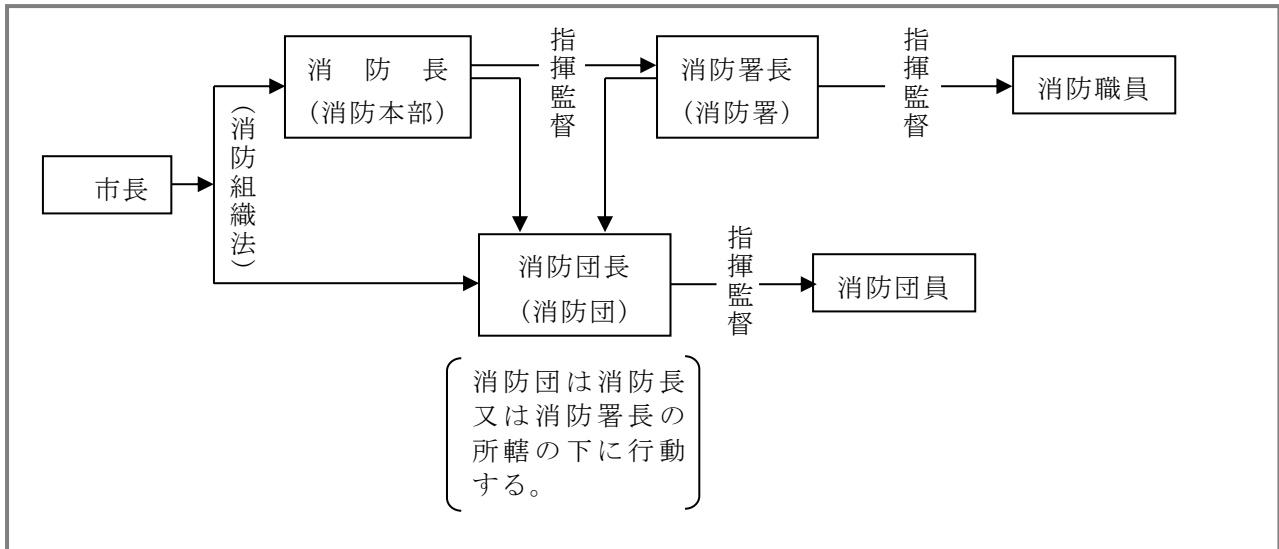 消防長
(消防本部)
指揮監督
消防署長
(消防署)
指揮監督
消防職員
市長
(消防組織法)
消防団長
(消防団)
指揮監督
消防団員
消防団は消防長
又は消防署長の
所轄の下に行動
する。